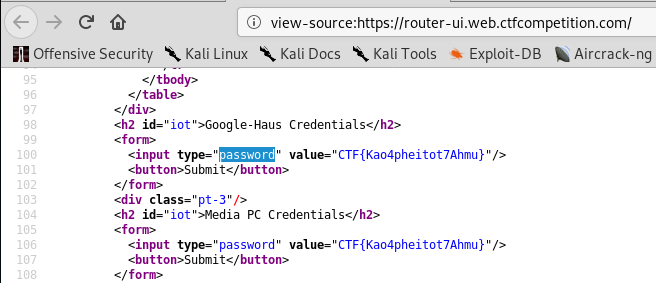 view-source:https://router-ui.web.ctfcompetition.com/
Offensive Security Kali Linux Kali Docs Kali Tools Exploit-DB Aircrack-ng
95 </tbody>
96 </table>
97 </div>
98 <h2 id="iot">Google-Haus Credentials</h2>
99 <form>
100 <input type="password" value="CTF{Kao4pheitot7Ahmu}"/>
101 <button>Submit</button>
102 </form>
103 <div class="pt-3"/>
104 <h2 id="iot">Media PC Credentials</h2>
105 <form>
106 <input type="password" value="CTF{Kao4pheitot7Ahmu}"/>
107 <button>Submit</button>
108 </form>